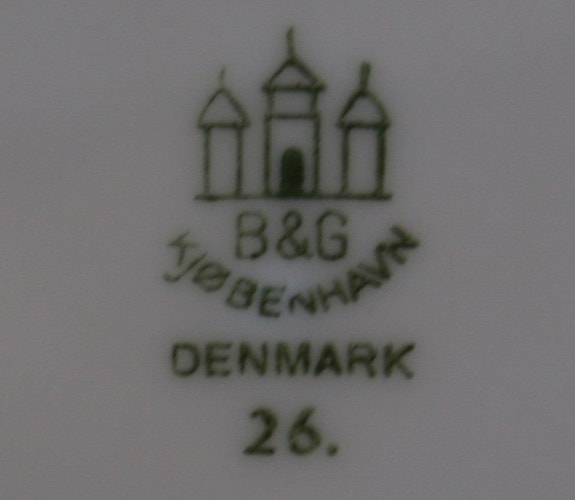 B&G
KJØBENHAVN
DENMARK
26.